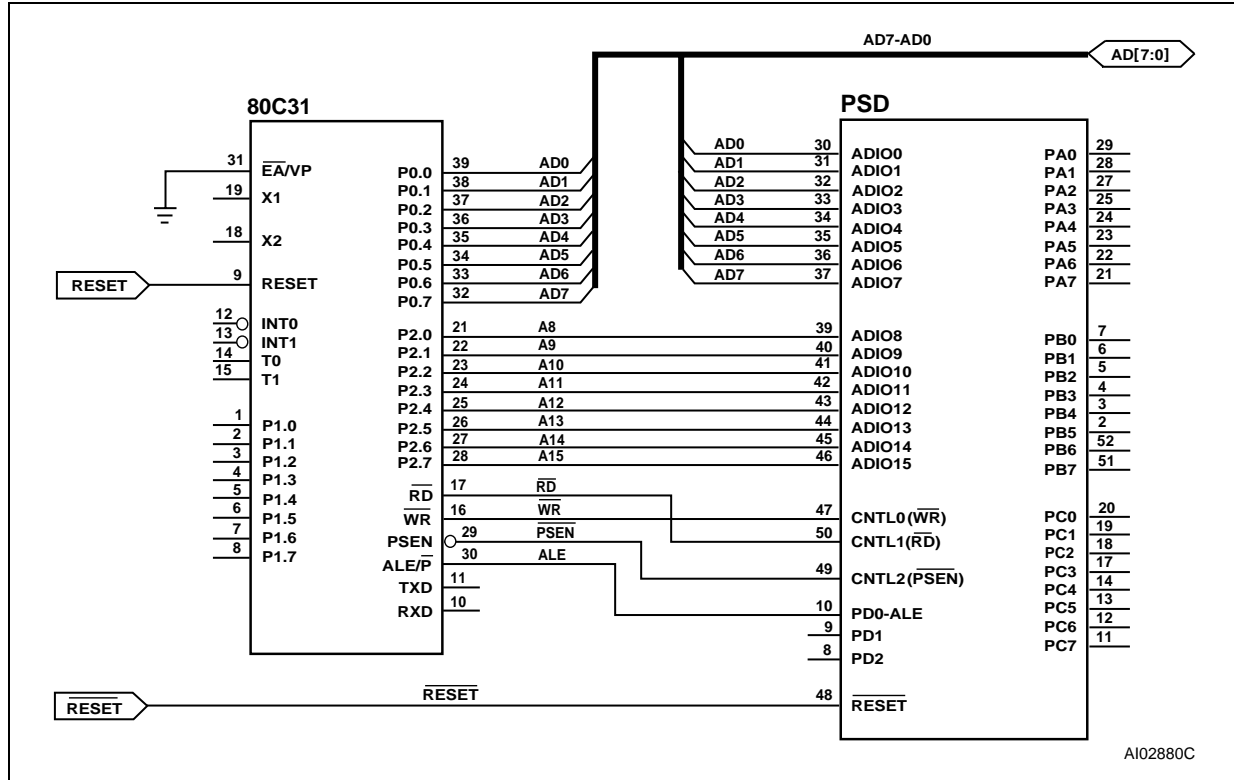 AD7-AD0
AD[7:0]
80C31
PSD
31 EA/VP
19 X1
18 X2
RESET 9 RESET
12 INT0
13 INT1
14 T0
15 T1
1 P1.0
2 P1.1
3 P1.2
4 P1.3
5 P1.4
6 P1.5
7 P1.6
8 P1.7
P0.0 39 AD0
P0.1 38 AD1
P0.2 37 AD2
P0.3 36 AD3
P0.4 35 AD4
P0.5 34 AD5
P0.6 33 AD6
P0.7 32 AD7
P2.0 21 A8
P2.1 22 A9
P2.2 23 A10
P2.3 24 A11
P2.4 25 A12
P2.5 26 A13
P2.6 27 A14
P2.7 28 A15
RD 17 RD
WR 16 WR
PSEN 29 PSEN
ALE/P 30 ALE
TXD 11
RXD 10
AD0 30 ADIO0
AD1 31 ADIO1
AD2 32 ADIO2
AD3 33 ADIO3
AD4 34 ADIO4
AD5 35 ADIO5
AD6 36 ADIO6
AD7 37 ADIO7
39 ADIO8
40 ADIO9
41 ADIO10
42 ADIO11
43 ADIO12
44 ADIO13
45 ADIO14
46 ADIO15
47 CNTL0(WR)
50 CNTL1(RD)
49 CNTL2(PSEN)
10 PD0-ALE
9 PD1
8 PD2
48 RESET
PA0 29
PA1 28
PA2 27
PA3 25
PA4 24
PA5 23
PA6 22
PA7 21
PB0 7
PB1 6
PB2 5
PB3 4
PB4 3
PB5 2
PB6 52
PB7 51
PC0 20
PC1 19
PC2 18
PC3 17
PC4 14
PC5 13
PC6 12
PC7 11
RESET RESET
AI02880C